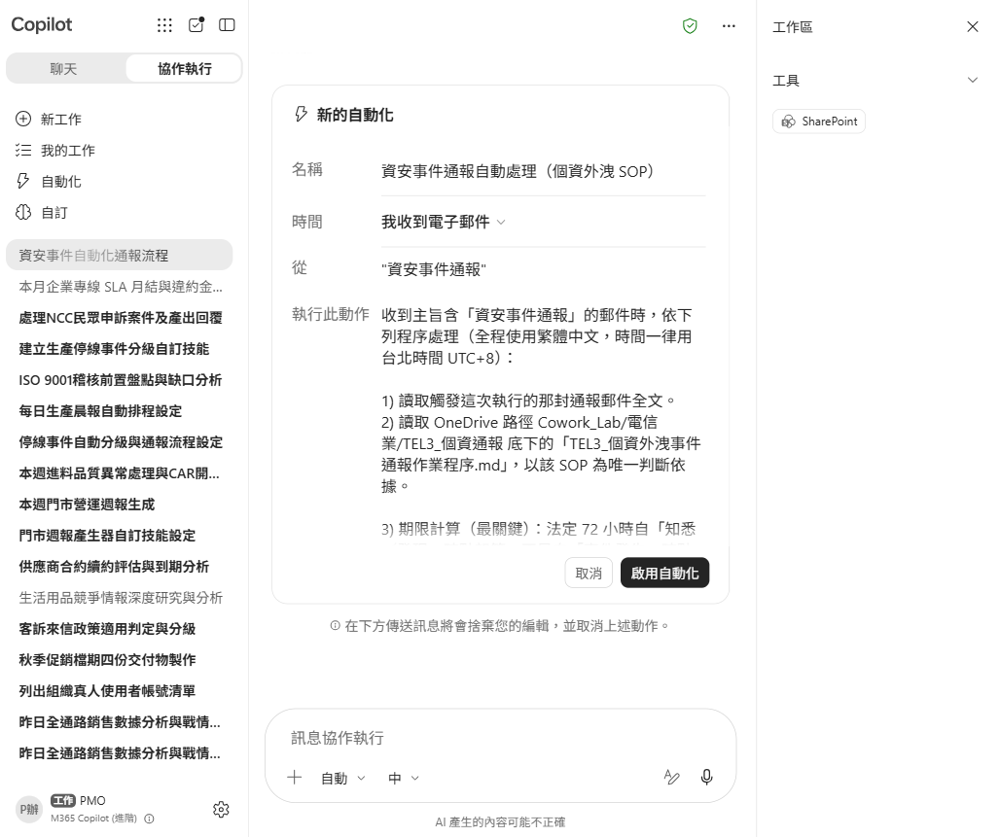 Copilot
聊天
協作執行
新工作
我的工作
自動化
自訂
資安事件自動化通報流程
本月企業專線 SLA 月結與違約金...
處理NCC民眾申訴案件及產出回覆
建立生產停線事件分級自訂技能
ISO 9001稽核前置盤點與缺口分析
每日生產晨報自動排程設定
停線事件自動分級與通報流程設定
本週進料品質異常處理與CAR開...
本週門市營運週報生成
門市週報產生器自訂技能設定
供應商合約續約評估與到期分析
生活用品競爭情報深度研究與分析
客訴來信政策適用判定與分級
秋季促銷檔期四份交付物製作
列出組織真人使用者帳號清單
昨日全通路銷售數據分析與戰情...
昨日全通路銷售數據分析與戰情...
P辦
工作 PMO
M365 Copilot (進階)
新的自動化
名稱
資安事件通報自動處理（個資外洩 SOP）
時間
我收到電子郵件
從
"資安事件通報"
執行此動作
收到主旨含「資安事件通報」的郵件時，依下
列程序處理（全程使用繁體中文，時間一律用
台北時間 UTC+8）：
1) 讀取觸發這次執行的那封通報郵件全文。
2) 讀取 OneDrive 路徑 Cowork_Lab/電信
業/TEL3_個資通報 底下的「TEL3_個資外洩事件
通報作業程序.md」，以該 SOP 為唯一判斷依
據。
3) 期限計算（最關鍵）：法定 72 小時自「知悉
取消
啟用自動化
在下方傳送訊息將會捨棄您的編輯，並取消上述動作。
訊息協作執行
自動
中
AI 產生的內容可能不正確
工作區
工具
SharePoint